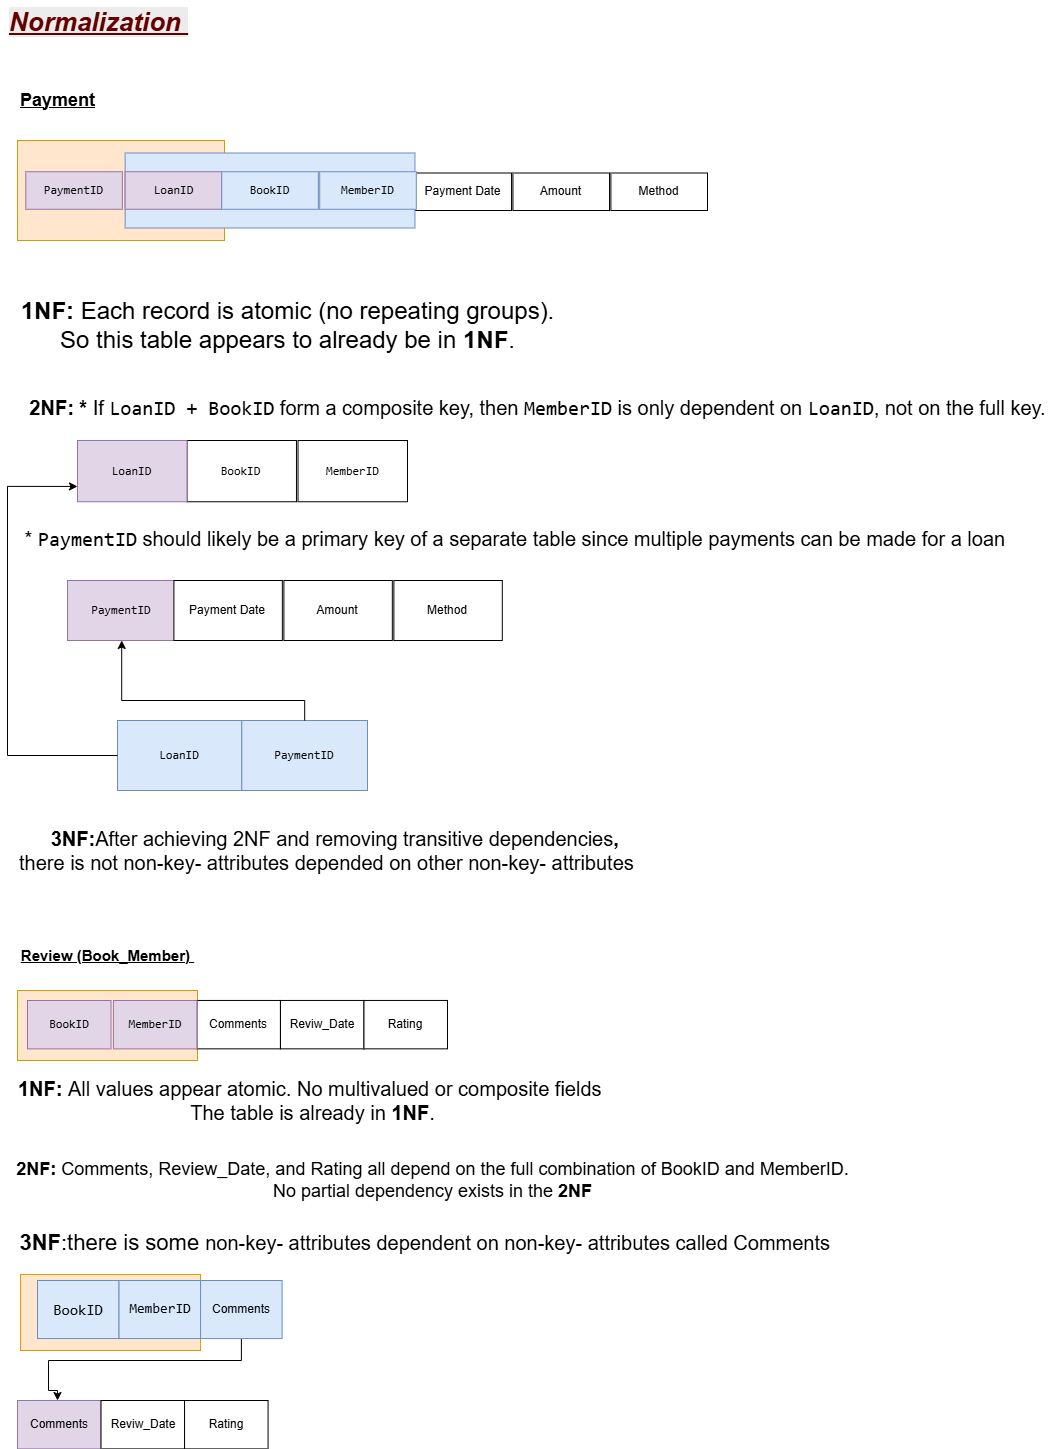 Normalization
Payment
PaymentID LoanID BookID MemberID Payment Date Amount Method
1NF: Each record is atomic (no repeating groups).
So this table appears to already be in 1NF.
2NF: * If LoanID + BookID form a composite key, then MemberID is only dependent on LoanID, not on the full key.
LoanID BookID MemberID
* PaymentID should likely be a primary key of a separate table since multiple payments can be made for a loan
PaymentID Payment Date Amount Method
LoanID PaymentID
3NF:After achieving 2NF and removing transitive dependencies,
there is not non-key- attributes depended on other non-key- attributes
Review (Book_Member)
BookID MemberID Comments Reviw_Date Rating
1NF: All values appear atomic. No multivalued or composite fields
The table is already in 1NF.
2NF: Comments, Review_Date, and Rating all depend on the full combination of BookID and MemberID.
No partial dependency exists in the 2NF
3NF:there is some non-key- attributes dependent on non-key- attributes called Comments
BookID MemberID Comments
Comments Reviw_Date Rating